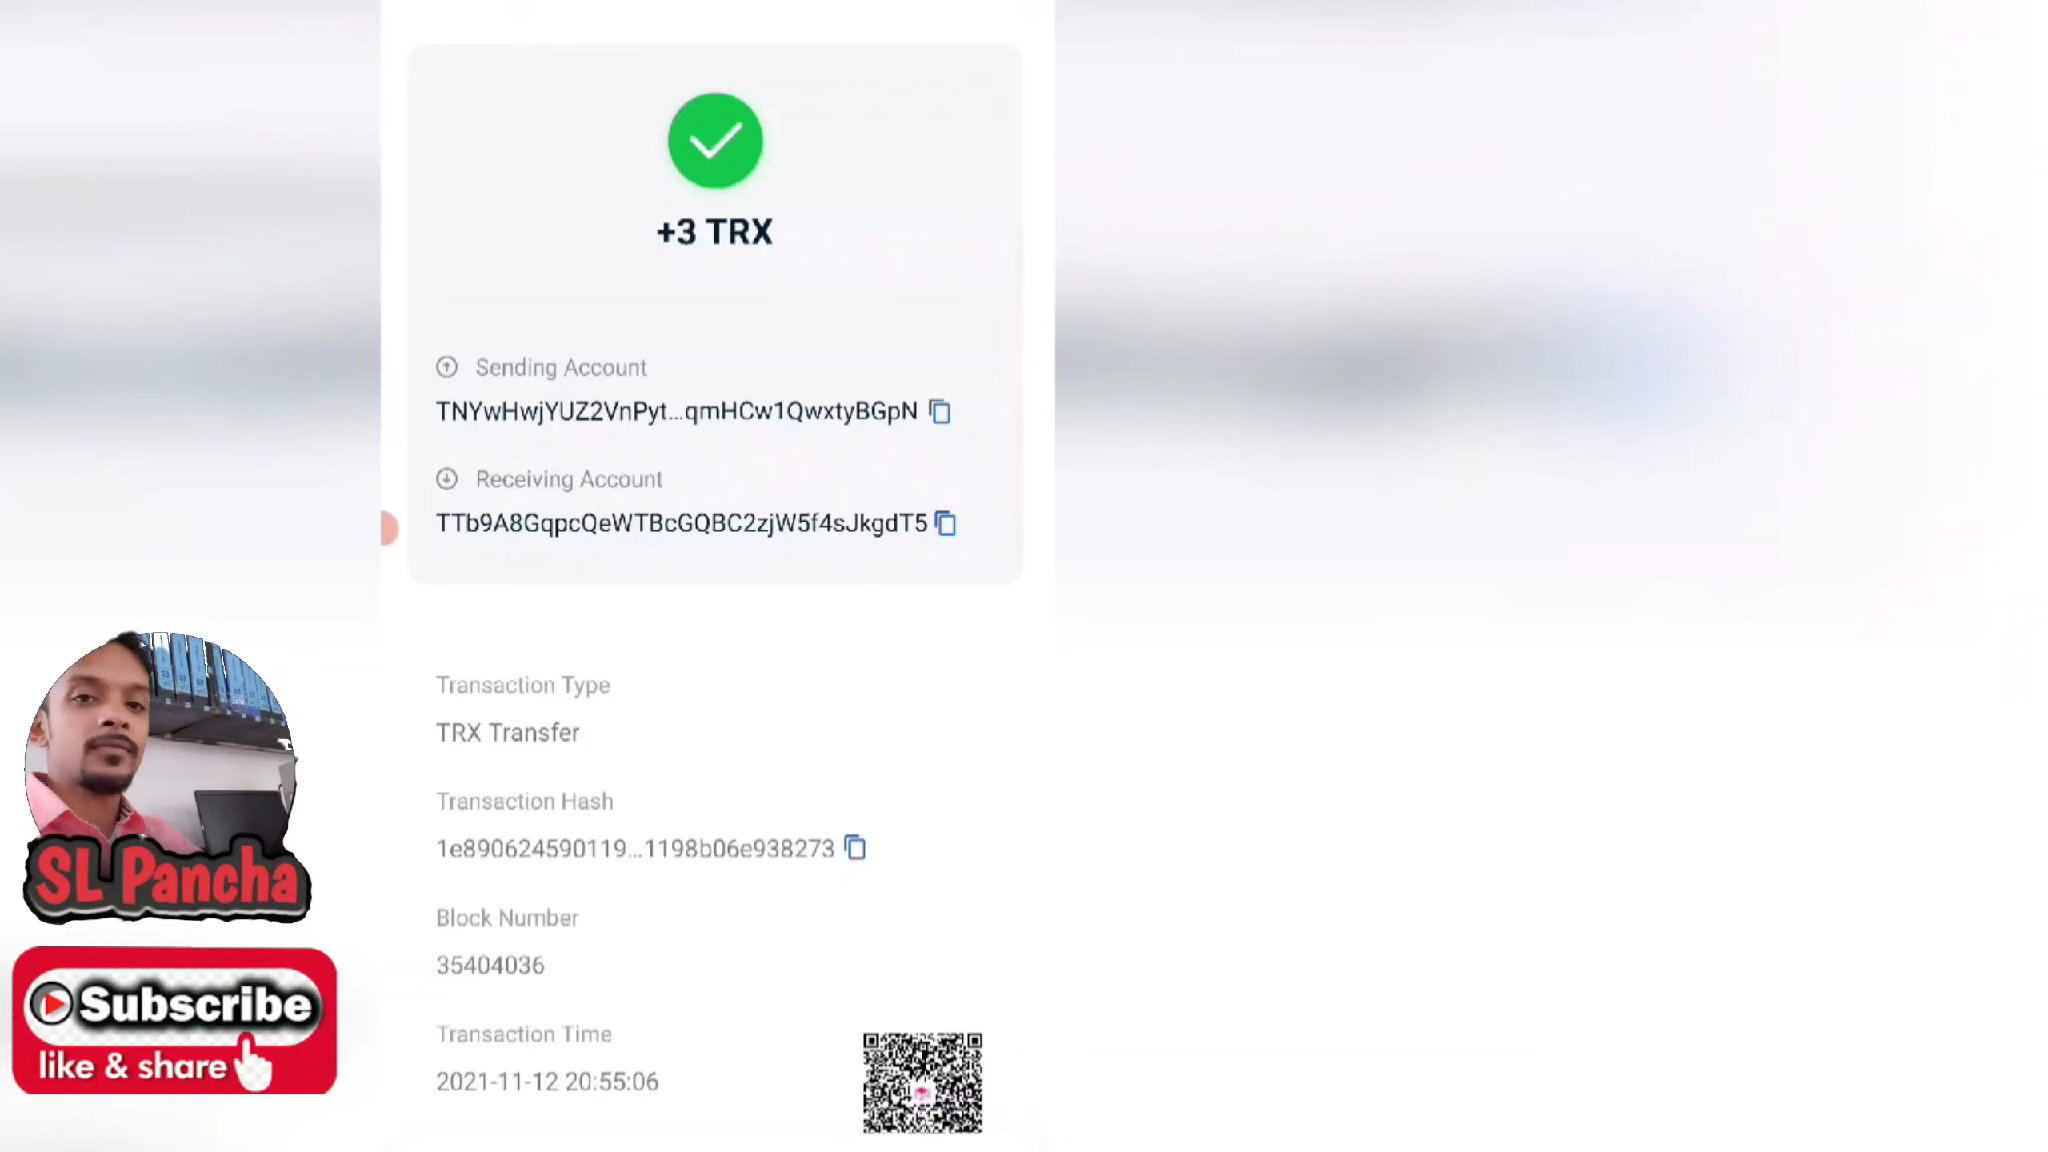 +3 TRX
Sending Account
TNYwHwjYUZ2VnPyt...qmHCw1QwxtyBGpN
Receiving Account
TTb9A8GqpcQeWTBcGQBC2zjW5f4sJkgdT5
Transaction Type
TRX Transfer
Transaction Hash
1e890624590119...1198b06e938273
Block Number
35404036
Transaction Time
2021-11-12 20:55:06
SL Pancha
Subscribe
like & share